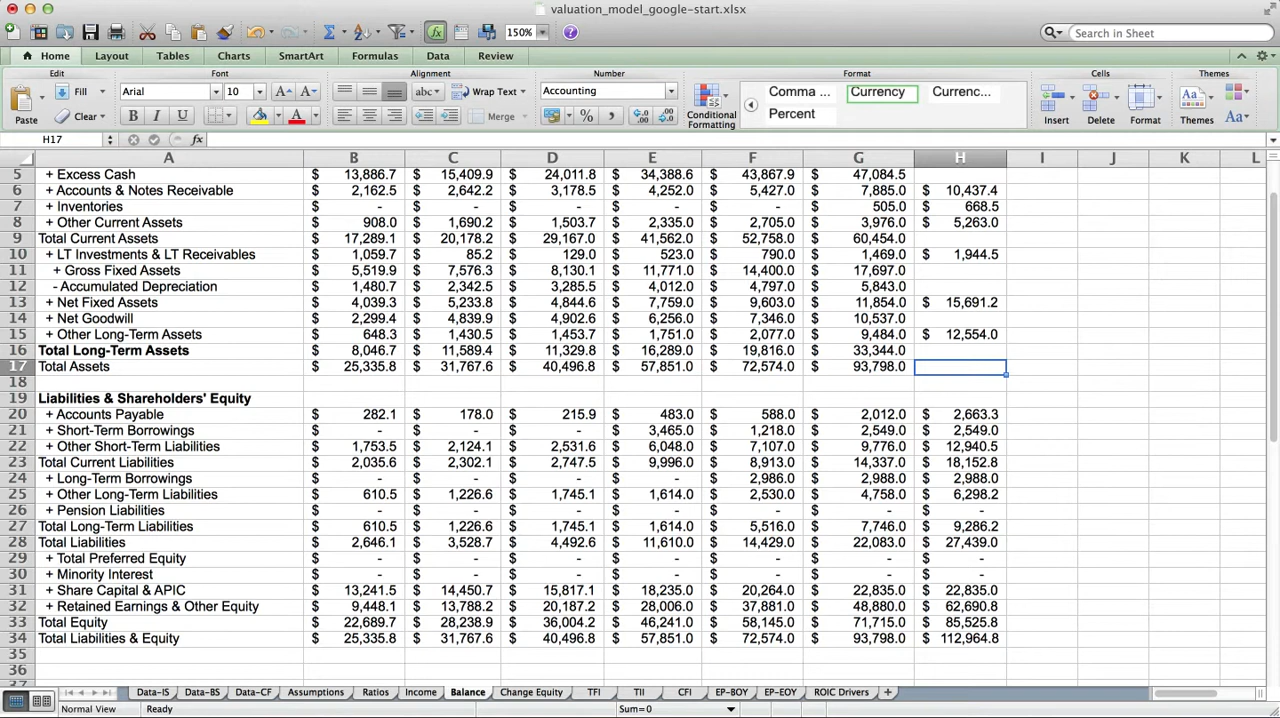 valuation_model_google-start.xlsx
150% Search in Sheet
Home Layout Tables Charts SmartArt Formulas Data Review
Edit Font Alignment Number Format Cells Themes
Paste Fill Clear Arial 10 B I U A abc Wrap Text Merge Accounting % Conditional Formatting Comma ... Currency Currenc... Percent Insert Delete Format Themes Aa
H17 fx
A B C D E F G H I J K L
5 + Excess Cash $ 13,886.7 $ 15,409.9 $ 24,011.8 $ 34,388.6 $ 43,867.9 $ 47,084.5
6 + Accounts & Notes Receivable $ 2,162.5 $ 2,642.2 $ 3,178.5 $ 4,252.0 $ 5,427.0 $ 7,885.0 $ 10,437.4
7 + Inventories $ - $ - $ - $ - $ - $ 505.0 $ 668.5
8 + Other Current Assets $ 908.0 $ 1,690.2 $ 1,503.7 $ 2,335.0 $ 2,705.0 $ 3,976.0 $ 5,263.0
9 Total Current Assets $ 17,289.1 $ 20,178.2 $ 29,167.0 $ 41,562.0 $ 52,758.0 $ 60,454.0
10 + LT Investments & LT Receivables $ 1,059.7 $ 85.2 $ 129.0 $ 523.0 $ 790.0 $ 1,469.0 $ 1,944.5
11 + Gross Fixed Assets $ 5,519.9 $ 7,576.3 $ 8,130.1 $ 11,771.0 $ 14,400.0 $ 17,697.0
12 - Accumulated Depreciation $ 1,480.7 $ 2,342.5 $ 3,285.5 $ 4,012.0 $ 4,797.0 $ 5,843.0
13 + Net Fixed Assets $ 4,039.3 $ 5,233.8 $ 4,844.6 $ 7,759.0 $ 9,603.0 $ 11,854.0 $ 15,691.2
14 + Net Goodwill $ 2,299.4 $ 4,839.9 $ 4,902.6 $ 6,256.0 $ 7,346.0 $ 10,537.0
15 + Other Long-Term Assets $ 648.3 $ 1,430.5 $ 1,453.7 $ 1,751.0 $ 2,077.0 $ 9,484.0 $ 12,554.0
16 Total Long-Term Assets $ 8,046.7 $ 11,589.4 $ 11,329.8 $ 16,289.0 $ 19,816.0 $ 33,344.0
17 Total Assets $ 25,335.8 $ 31,767.6 $ 40,496.8 $ 57,851.0 $ 72,574.0 $ 93,798.0
18
19 Liabilities & Shareholders' Equity
20 + Accounts Payable $ 282.1 $ 178.0 $ 215.9 $ 483.0 $ 588.0 $ 2,012.0 $ 2,663.3
21 + Short-Term Borrowings $ - $ - $ - $ 3,465.0 $ 1,218.0 $ 2,549.0 $ 2,549.0
22 + Other Short-Term Liabilities $ 1,753.5 $ 2,124.1 $ 2,531.6 $ 6,048.0 $ 7,107.0 $ 9,776.0 $ 12,940.5
23 Total Current Liabilities $ 2,035.6 $ 2,302.1 $ 2,747.5 $ 9,996.0 $ 8,913.0 $ 14,337.0 $ 18,152.8
24 + Long-Term Borrowings $ - $ - $ - $ - $ 2,986.0 $ 2,988.0 $ 2,988.0
25 + Other Long-Term Liabilities $ 610.5 $ 1,226.6 $ 1,745.1 $ 1,614.0 $ 2,530.0 $ 4,758.0 $ 6,298.2
26 + Pension Liabilities $ - $ - $ - $ - $ - $ - $ -
27 Total Long-Term Liabilities $ 610.5 $ 1,226.6 $ 1,745.1 $ 1,614.0 $ 5,516.0 $ 7,746.0 $ 9,286.2
28 Total Liabilities $ 2,646.1 $ 3,528.7 $ 4,492.6 $ 11,610.0 $ 14,429.0 $ 22,083.0 $ 27,439.0
29 + Total Preferred Equity $ - $ - $ - $ - $ - $ - $ -
30 + Minority Interest $ - $ - $ - $ - $ - $ - $ -
31 + Share Capital & APIC $ 13,241.5 $ 14,450.7 $ 15,817.1 $ 18,235.0 $ 20,264.0 $ 22,835.0 $ 22,835.0
32 + Retained Earnings & Other Equity $ 9,448.1 $ 13,788.2 $ 20,187.2 $ 28,006.0 $ 37,881.0 $ 48,880.0 $ 62,690.8
33 Total Equity $ 22,689.7 $ 28,238.9 $ 36,004.2 $ 46,241.0 $ 58,145.0 $ 71,715.0 $ 85,525.8
34 Total Liabilities & Equity $ 25,335.8 $ 31,767.6 $ 40,496.8 $ 57,851.0 $ 72,574.0 $ 93,798.0 $ 112,964.8
35
36
Data-IS Data-BS Data-CF Assumptions Ratios Income Balance Change Equity TFI TII CFI EP-BOY EP-EOY ROIC Drivers +
Normal View Ready Sum=0